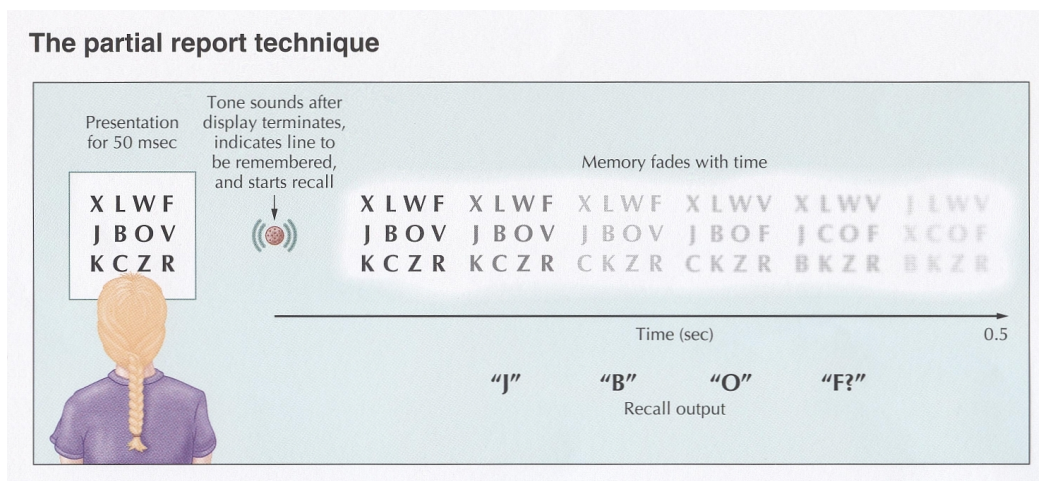 The partial report technique
Presentation
for 50 msec
Tone sounds after
display terminates,
indicates line to
be remembered,
and starts recall
Memory fades with time
X L W F
J B O V
K C Z R
X L W F X L W F X L W F X L W V X L W V J L W V
J B O V J B O V J B O V J B O F J C O F X C O F
K C Z R K C Z R C K Z R C K Z R B K Z R B K Z R
Time (sec)
0.5
“J” “B” “O” “F?”
Recall output